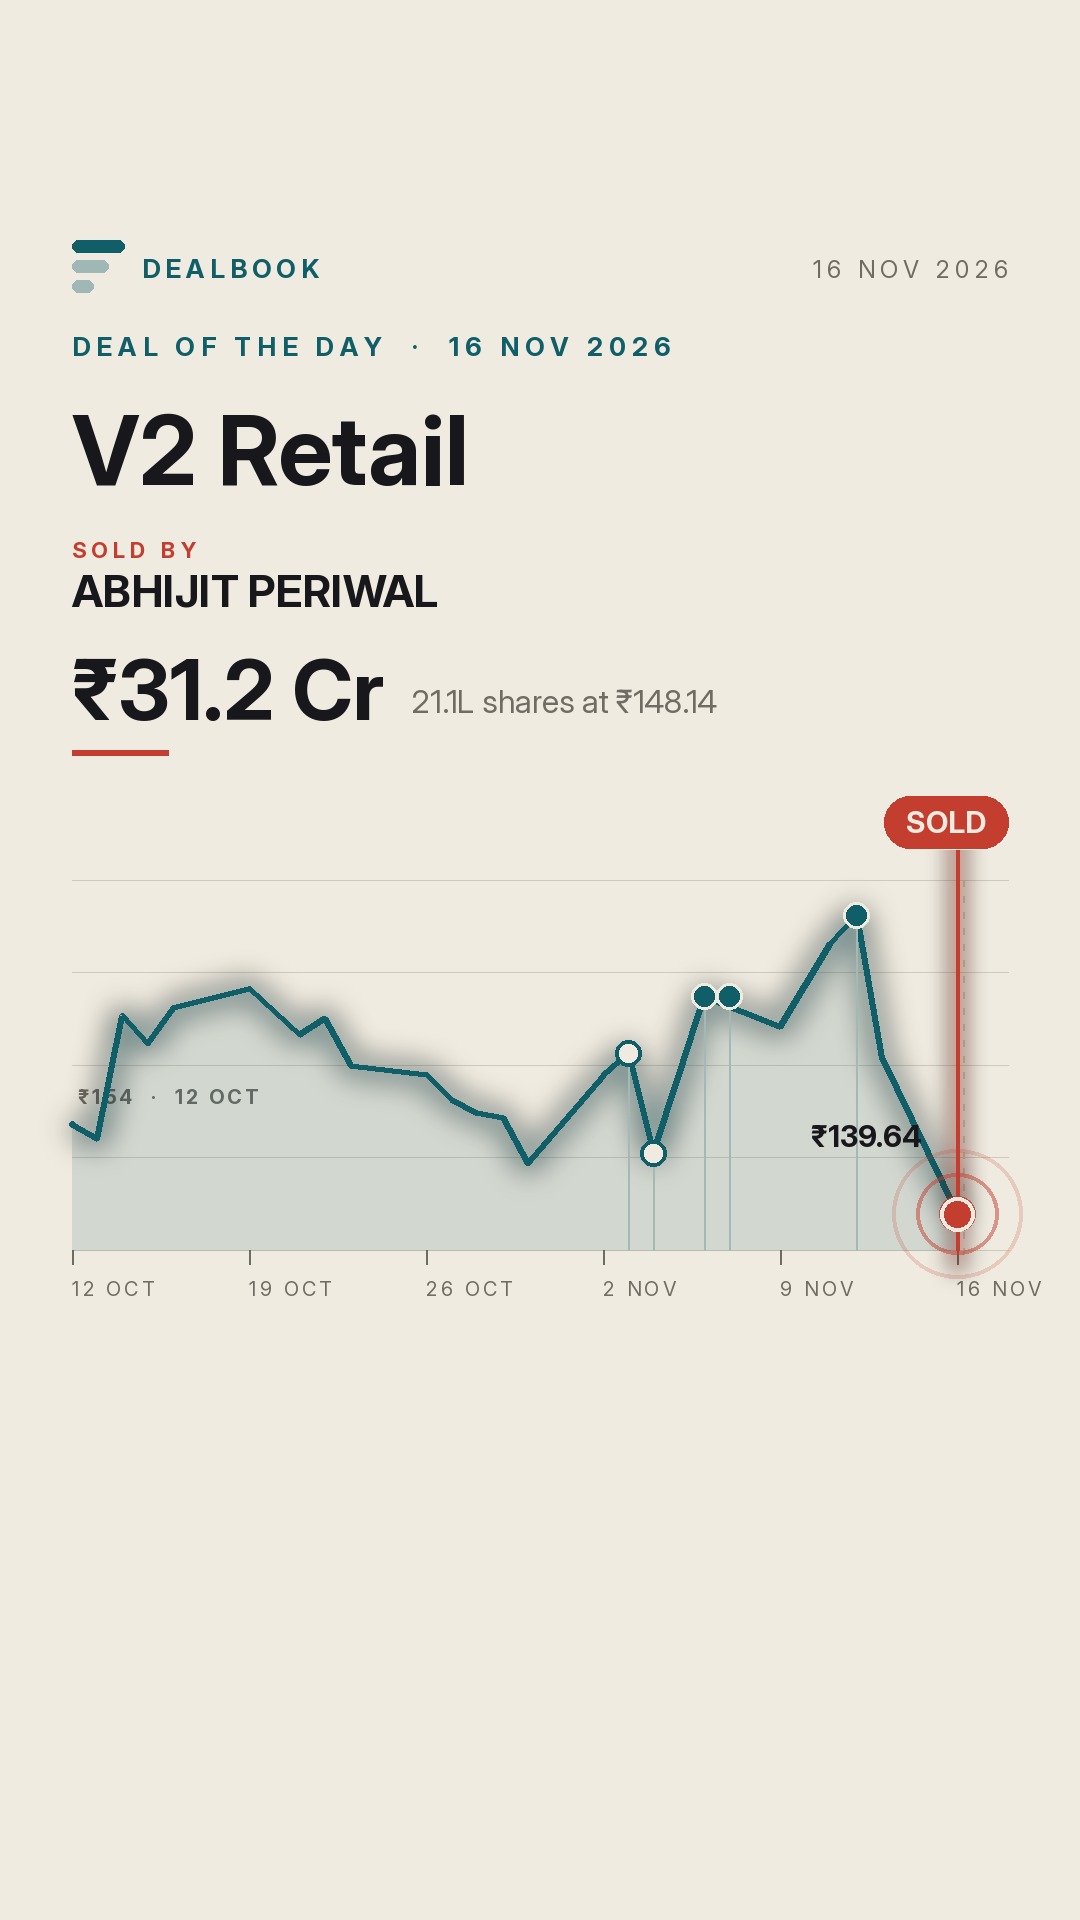 DEALBOOK
16 NOV 2026
DEAL OF THE DAY · 16 NOV 2026
V2 Retail
SOLD BY
ABHIJIT PERIWAL
₹31.2 Cr 21.1L shares at ₹148.14
SOLD
₹154 · 12 OCT
₹139.64
12 OCT 19 OCT 26 OCT 2 NOV 9 NOV 16 NOV